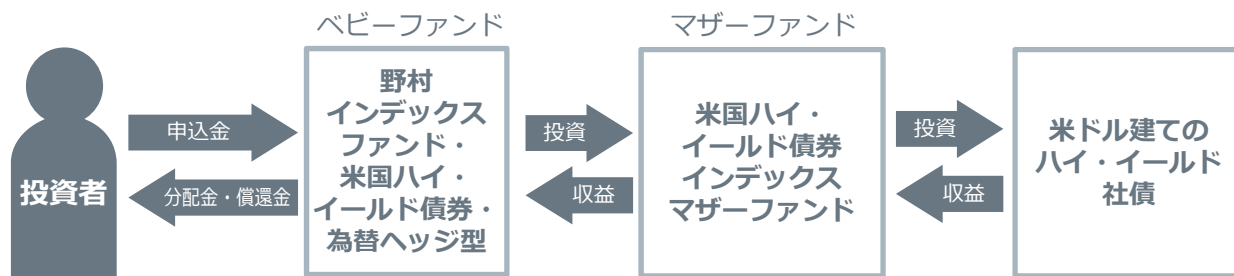 ベビーファンド
マザーファンド
投資者
申込金
分配金・償還金
野村
インデックス
ファンド・
米国ハイ・
イールド債券・
為替ヘッジ型
投資
収益
米国ハイ・
イールド債券
インデックス
マザーファンド
投資
収益
米ドル建ての
ハイ・イールド
社債